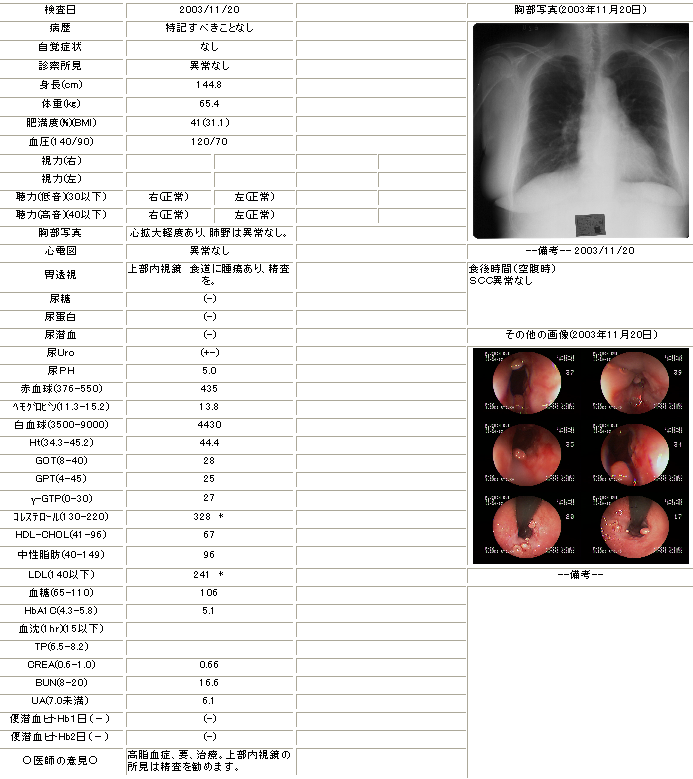 検査日 2003/11/20
病歴 特記すべきことなし
自覚症状 なし
診察所見 異常なし
身長(cm) 144.8
体重(kg) 65.4
肥満度(%)(BMI) 41(31.1)
血圧(140/90) 120/70
視力(右)
視力(左)
聴力(低音)30以下) 右(正常) 左(正常)
聴力(高音)40以下) 右(正常) 左(正常)
胸部写真 心拡大軽度あり、肺野は異常なし。
心電図 異常なし
胃透視 上部内視鏡 食道に腫瘍あり、精査
を。
尿糖 (-)
尿蛋白 (-)
尿潜血 (-)
尿Uro (+-)
尿PH 5.0
赤血球(376-550) 435
ヘモグロビン(11.3-15.2) 13.8
白血球(3500-9000) 4430
Ht(34.3-45.2) 44.4
GOT(8-40) 28
GPT(4-45) 25
γ-GTP(0-30) 27
コレステロール(130-220) 328 *
HDL-CHOL(41-96) 67
中性脂肪(40-149) 96
LDL(140以下) 241 *
血糖(65-110) 106
HbA1C(4.3-5.8) 5.1
血沈(1hr)(15以下)
TP(6.5-8.2)
CREA(0.6-1.0) 0.66
BUN(8-20) 16.6
UA(7.0未満) 6.1
便潜血ヒトHb1日(-) (-)
便潜血ヒトHb2日(-) (-)
○医師の意見○ 高脂血症、要、治療。上部内視鏡の
所見は精査を勧めます。
胸部写真(2003年11月20日)
--備考-- 2003/11/20
食後時間(空腹時)
SCC異常なし
その他の画像(2003年11月20日)
37
39
35
34
20
17
--備考--